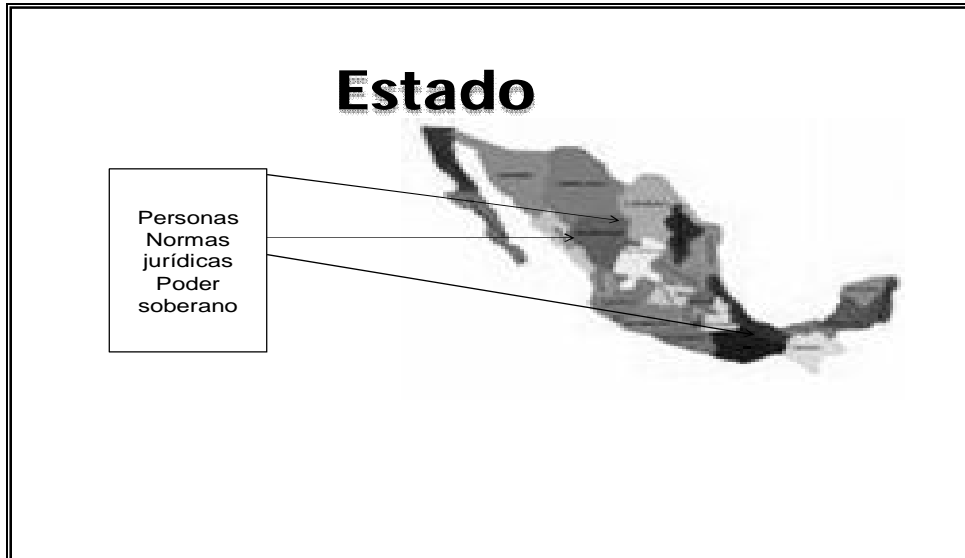 Estado
Personas
Normas
jurídicas
Poder
soberano